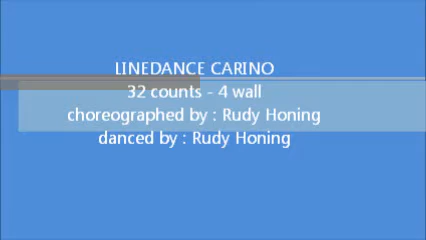 LINEDANCE CARINO
32 counts - 4 wall
choreographed by : Rudy Honing
danced by : Rudy Honing